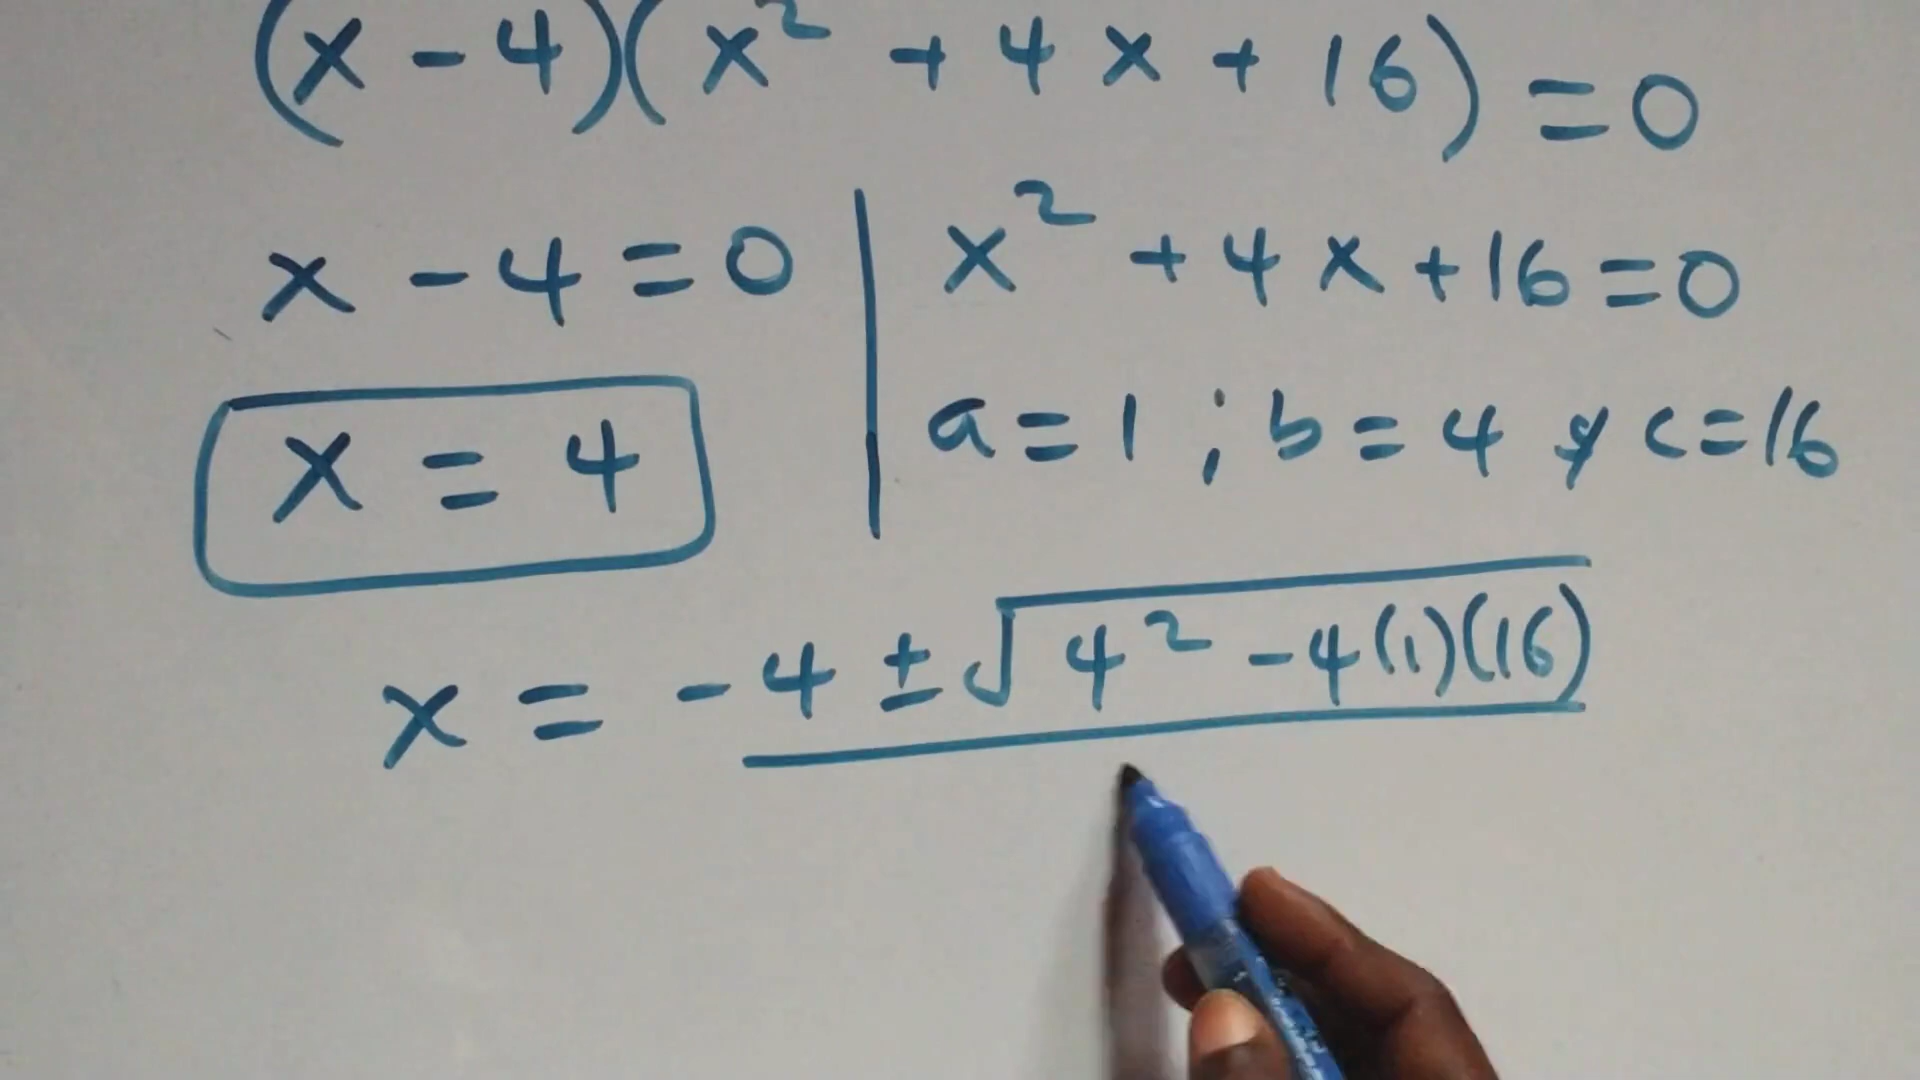 (x - 4)(x² + 4x + 16) = 0
x - 4 = 0 | x² + 4x + 16 = 0
x = 4
a = 1 ; b = 4 & c = 16
x = -4 ± √4² - 4(1)(16)